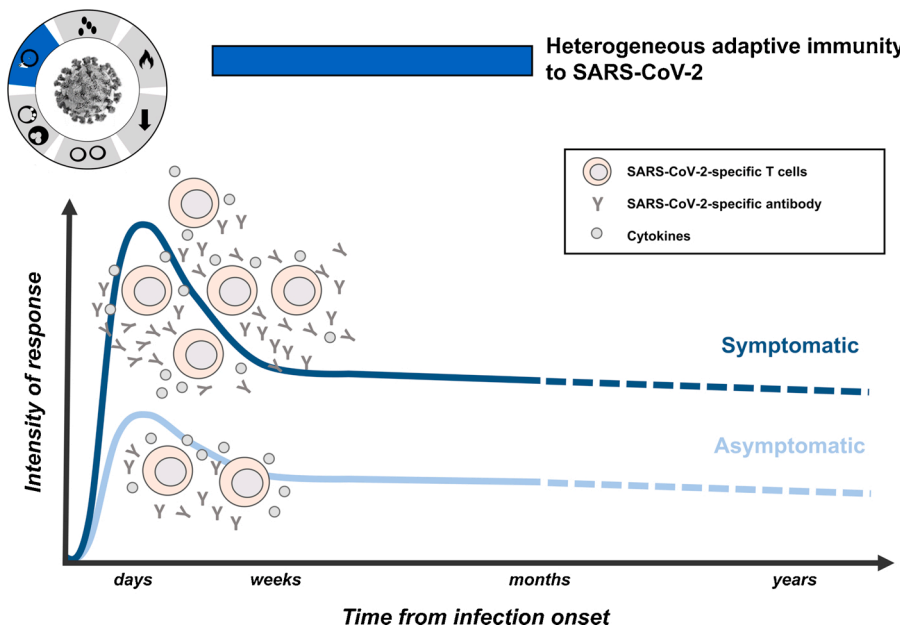 Heterogeneous adaptive immunity
to SARS-CoV-2
SARS-CoV-2-specific T cells
SARS-CoV-2-specific antibody
Cytokines
Intensity of response
Symptomatic
Asymptomatic
days weeks months years
Time from infection onset